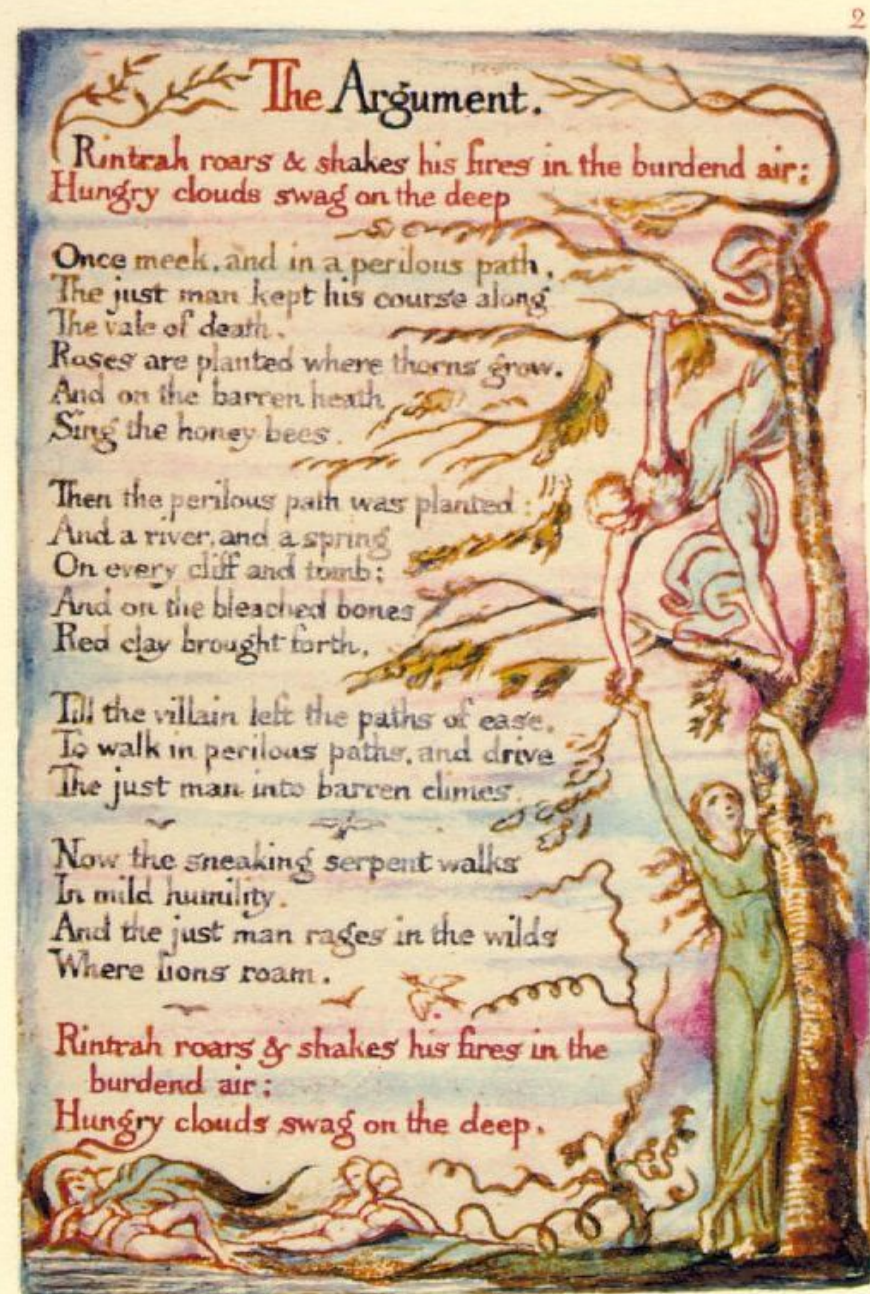 2
The Argument.
Rintrah roars & shakes his fires in the burdend air;
Hungry clouds swag on the deep
Once meek, and in a perilous path,
The just man kept his course along
The vale of death.
Roses are planted where thorns grow.
And on the barren heath
Sing the honey bees.
Then the perilous path was planted:
And a river, and a spring
On every cliff and tomb;
And on the bleached bones
Red clay brought forth.
Till the villain left the paths of ease,
To walk in perilous paths, and drive
The just man into barren climes.
Now the sneaking serpent walks
In mild humility.
And the just man rages in the wilds
Where lions roam.
Rintrah roars & shakes his fires in the
burdend air;
Hungry clouds swag on the deep.